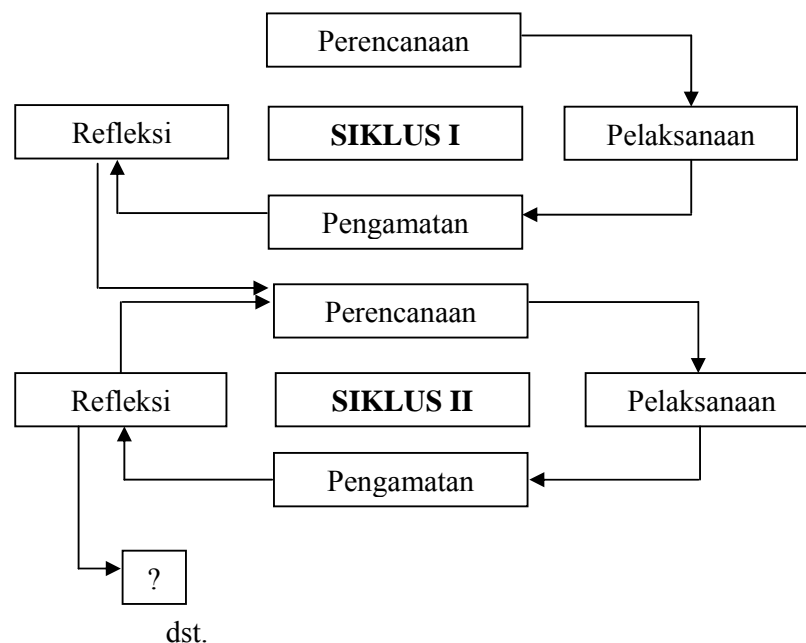 Perencanaan
Refleksi
SIKLUS I
Pelaksanaan
Pengamatan
Perencanaan
Refleksi
SIKLUS II
Pelaksanaan
Pengamatan
?
dst.